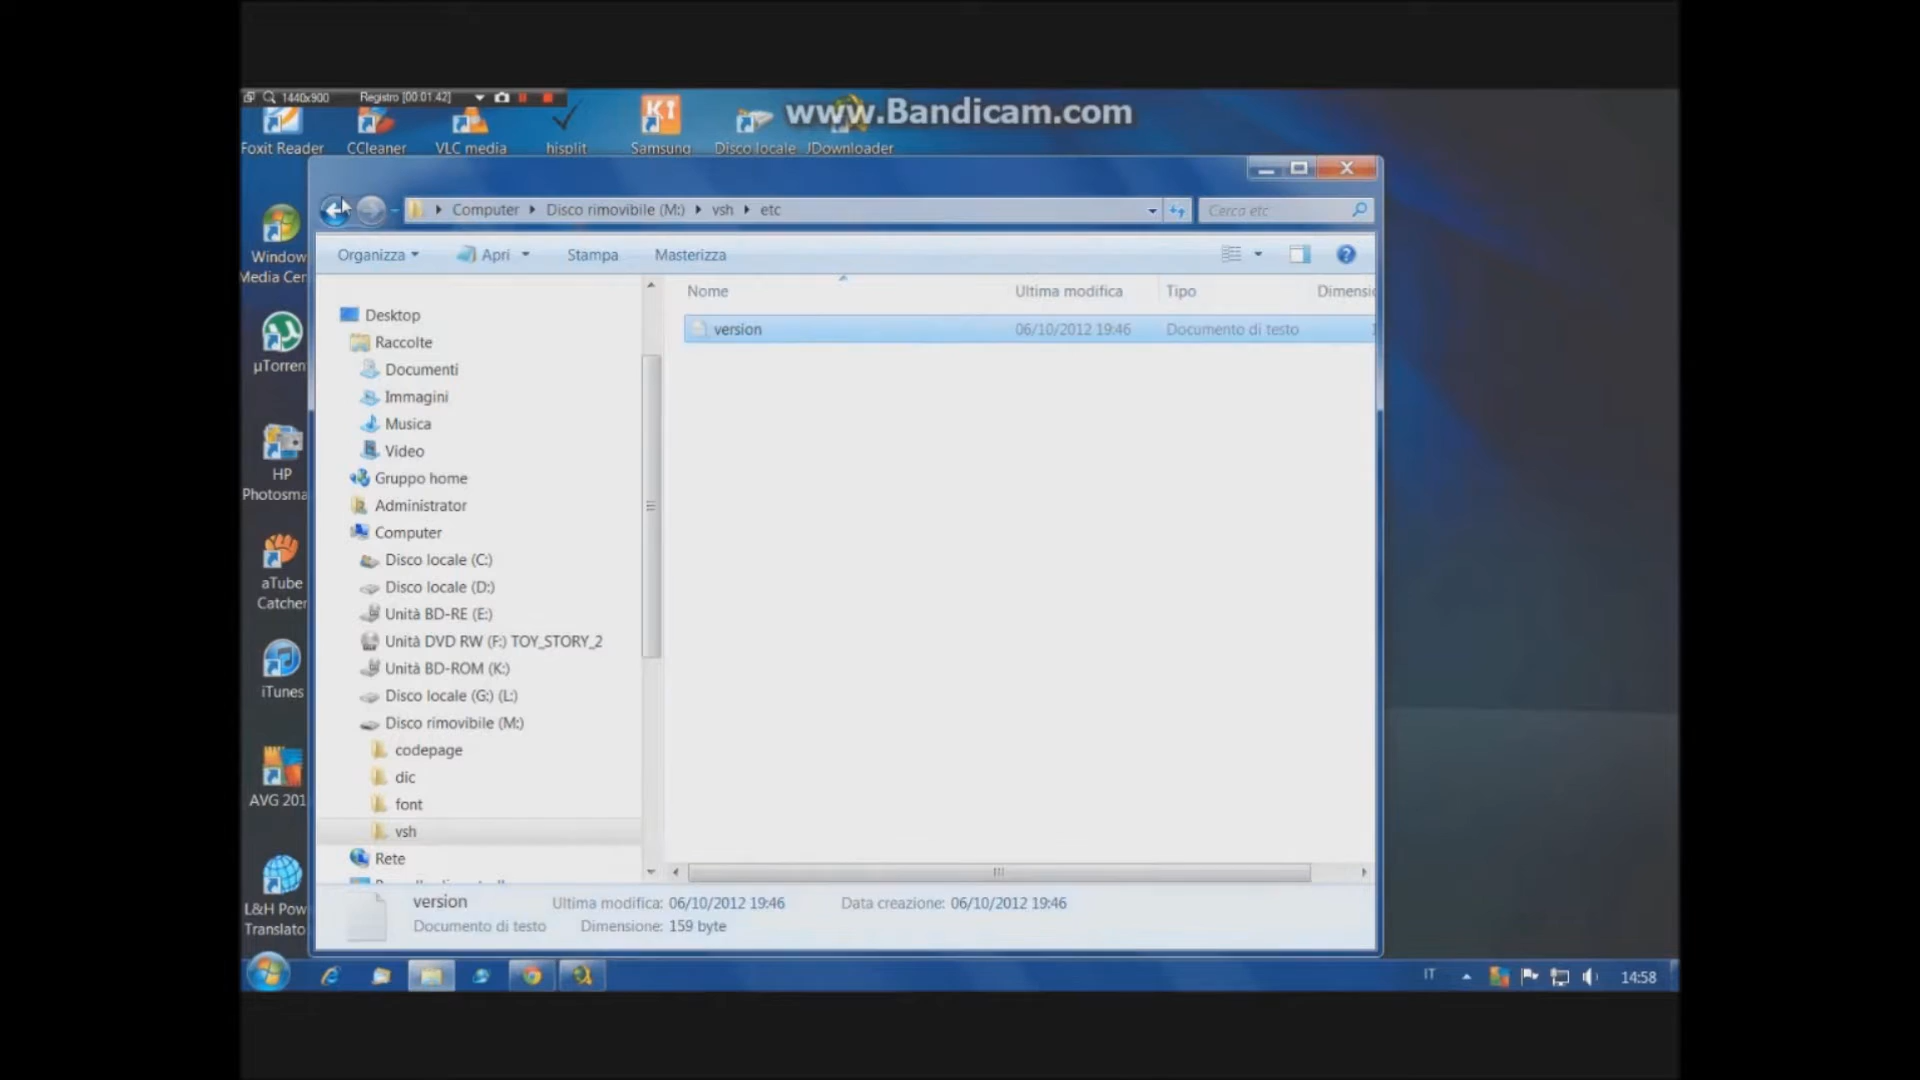 1440x900 Registro [00.01.42]
www.Bandicam.com
Foxit Reader CCleaner VLC media hisplit Samsung Disco locale JDownloader
Computer Disco rimovibile (M:) vsh etc
Cerca etc
Organizza Apri Stampa Masterizza
Nome Ultima modifica Tipo Dimensi
version 06/10/2012 19:46 Documento di testo
Desktop
Raccolte
Documenti
Immagini
Musica
Video
Gruppo home
Administrator
Computer
Disco locale (C:)
Disco locale (D:)
Unità BD-RE (E:)
Unità DVD RW (F:) TOY_STORY_2
Unità BD-ROM (K:)
Disco locale (G:) (L:)
Disco rimovibile (M:)
codepage
dic
font
vsh
Rete
version Ultima modifica: 06/10/2012 19:46 Data creazione: 06/10/2012 19:46
Documento di testo Dimensione: 159 byte
Window
Media Cen
µTorren
HP
Photosma
aTube
Catcher
iTunes
AVG 201
L&H Pow
Translato
IT 14:58